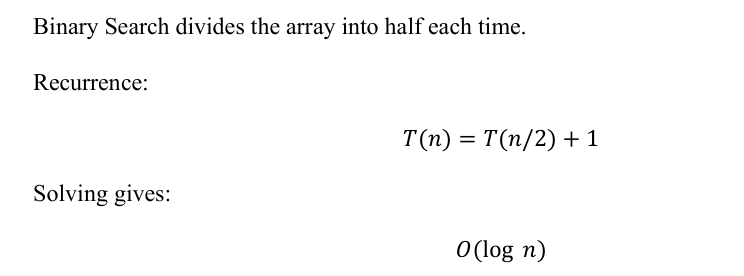 Binary Search divides the array into half each time.
Recurrence:
T(n) = T(n/2) + 1
Solving gives:
O(log n)